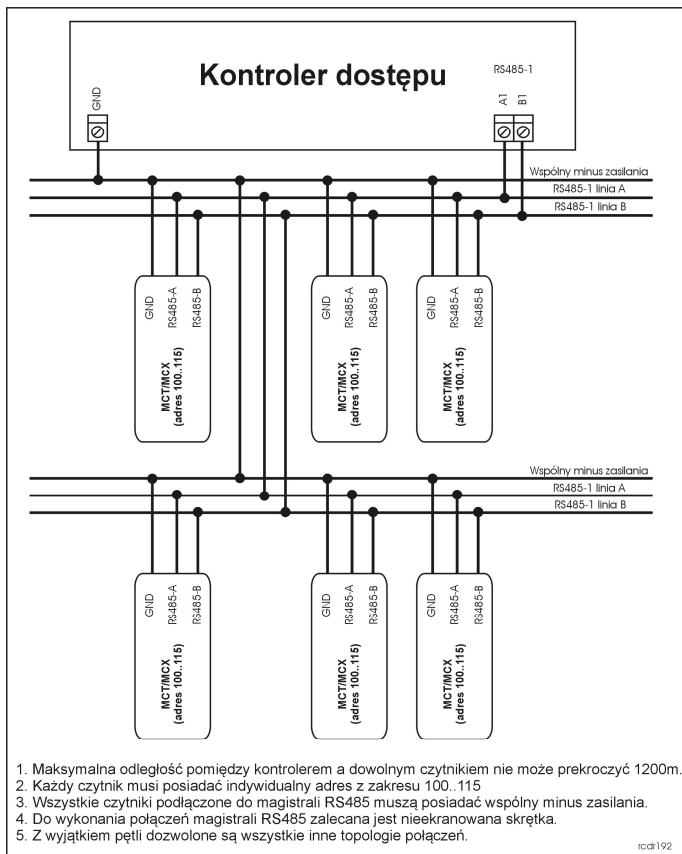 Kontroler dostępu
RS485-1
GND
A1
B1
Wspólny minus zasilania
RS485-1 linia A
RS485-1 linia B
GND
RS485-A
RS485-B
MCT/MCX
(adres 100..115)
GND
RS485-A
RS485-B
MCT/MCX
(adres 100..115)
GND
RS485-A
RS485-B
MCT/MCX
(adres 100..115)
Wspólny minus zasilania
RS485-1 linia A
RS485-1 linia B
GND
RS485-A
RS485-B
MCT/MCX
(adres 100..115)
GND
RS485-A
RS485-B
MCT/MCX
(adres 100..115)
GND
RS485-A
RS485-B
MCT/MCX
(adres 100..115)
1. Maksymalna odległość pomiędzy kontrolerem a dowolnym czytnikiem nie może prekroczyć 1200m.
2. Każdy czytnik musi posiadać indywidualny adres z zakresu 100..115
3. Wszystkie czytniki podłączone do magistrali RS485 muszą posiadać wspólny minus zasilania.
4. Do wykonania połączeń magistrali RS485 zalecana jest nieekranowana skrętka.
5. Z wyjątkiem pętli dozwolone są wszystkie inne topologie połączeń.
rcdr192